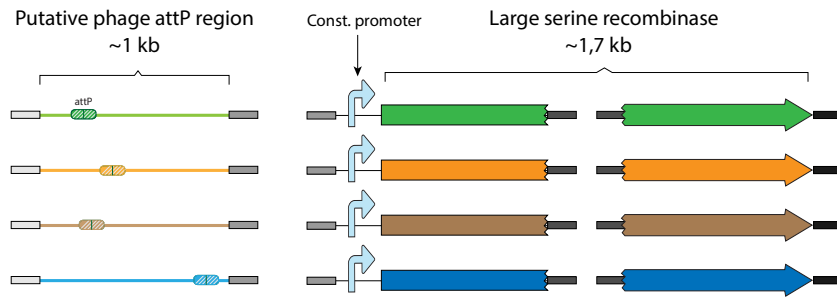 Putative phage attP region
~1 kb
Const. promoter
Large serine recombinase
~1,7 kb
attP